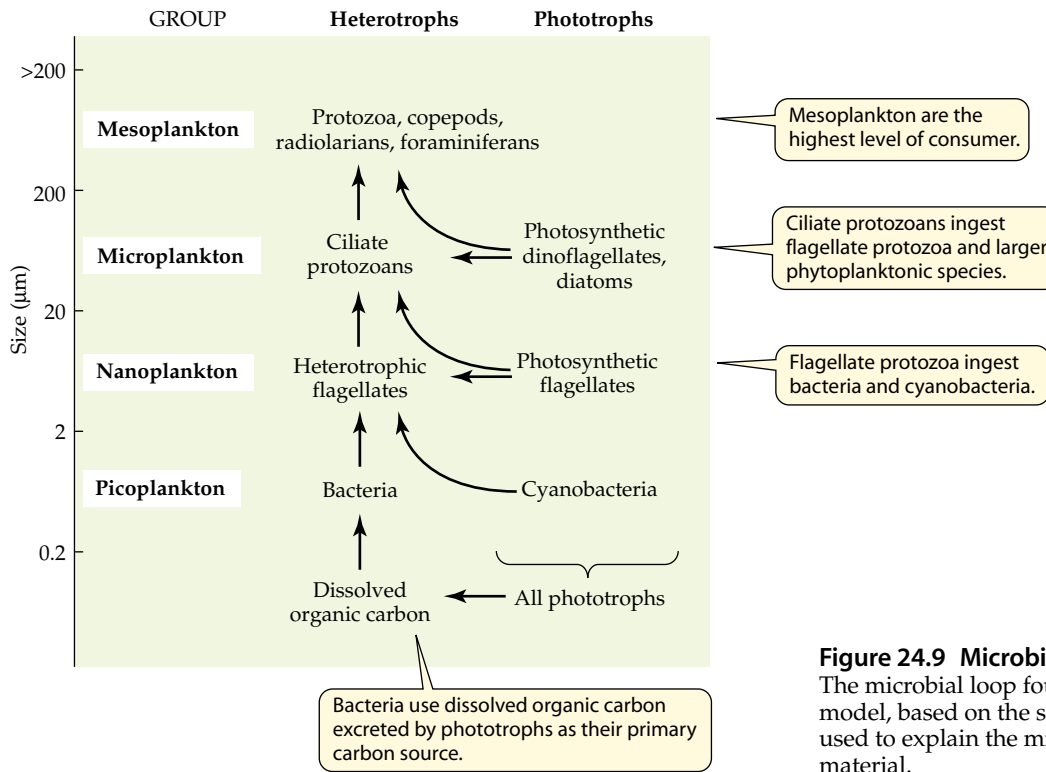 GROUP Heterotrophs Phototrophs
>200
Mesoplankton
Protozoa, copepods,
radiolarians, foraminiferans
Mesoplankton are the
highest level of consumer.
200
Microplankton
Ciliate
protozoans
Photosynthetic
dinoflagellates,
diatoms
Ciliate protozoans ingest
flagellate protozoa and larger
phytoplanktonic species.
Size (μm)
20
Nanoplankton
Heterotrophic
flagellates
Photosynthetic
flagellates
Flagellate protozoa ingest
bacteria and cyanobacteria.
2
Picoplankton
Bacteria
Cyanobacteria
0.2
Dissolved
organic carbon
All phototrophs
Bacteria use dissolved organic carbon
excreted by phototrophs as their primary
carbon source.
Figure 24.9 Microbi
The microbial loop fou
model, based on the s
used to explain the m
material.